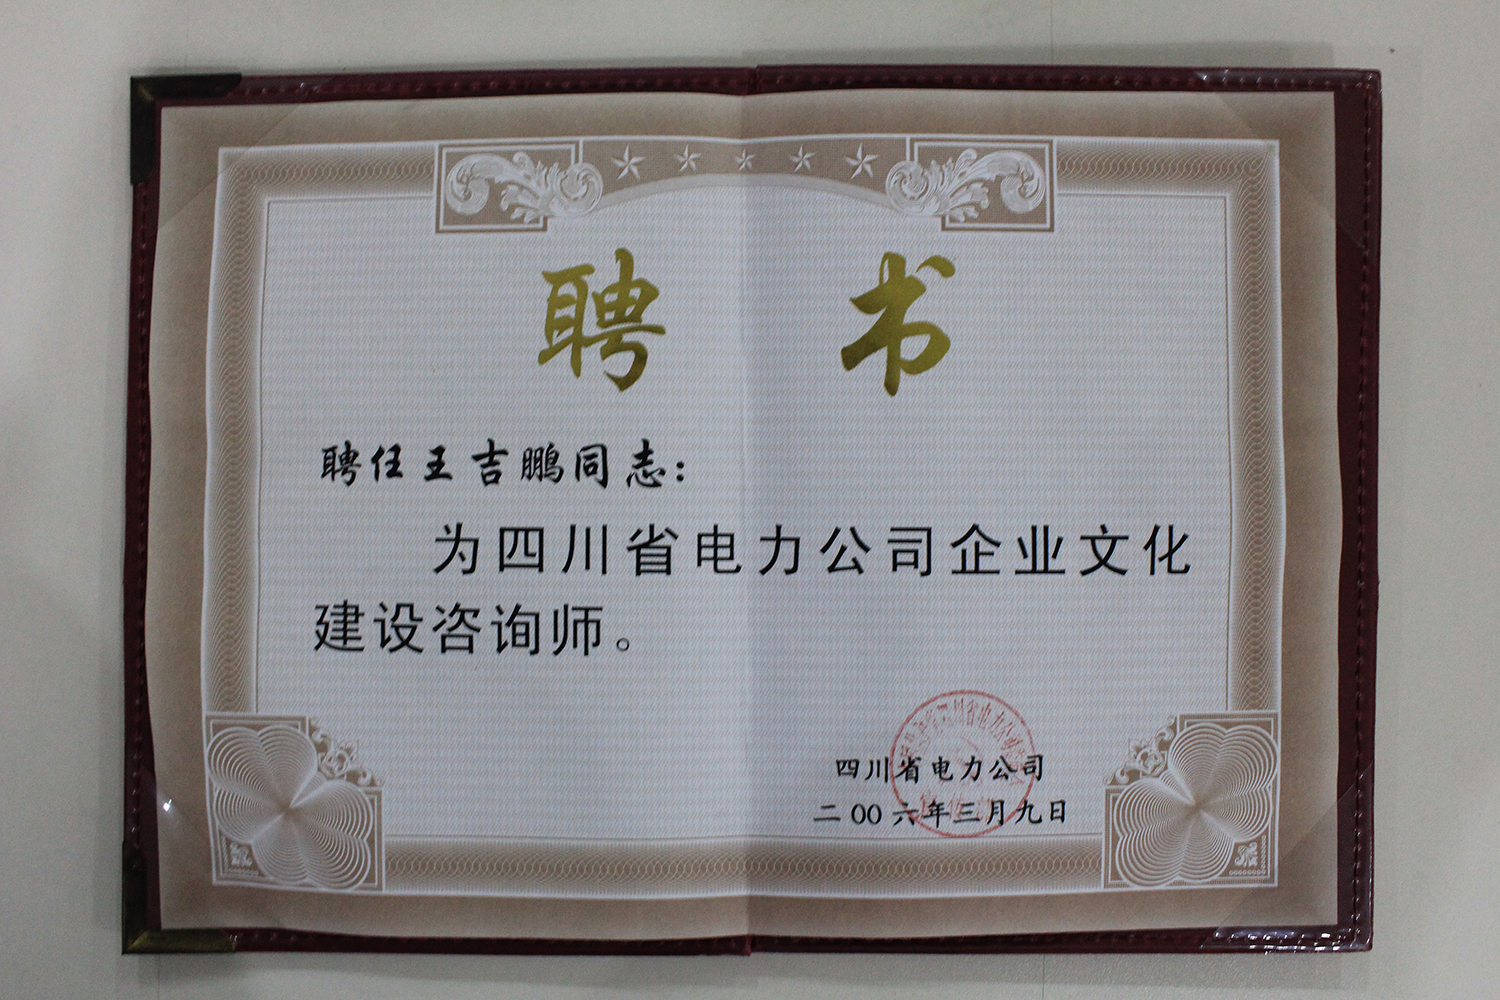 聘书
聘任王吉鹏同志：
为四川省电力公司企业文化
建设咨询师。
四川省电力公司
二00六年三月九日